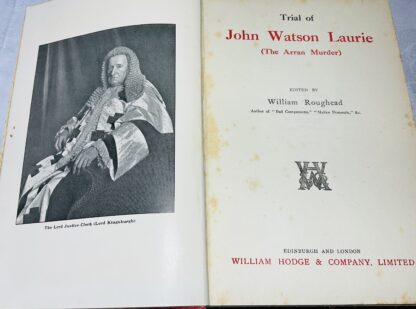 The Lord Justice-Clerk (Lord Kingsburgh)
Trial of
John Watson Laurie
(The Arran Murder)
EDITED BY
William Roughead
Author of "Bad Companions," "Malice Domestic," &c.
EDINBURGH AND LONDON
WILLIAM HODGE & COMPANY, LIMITED